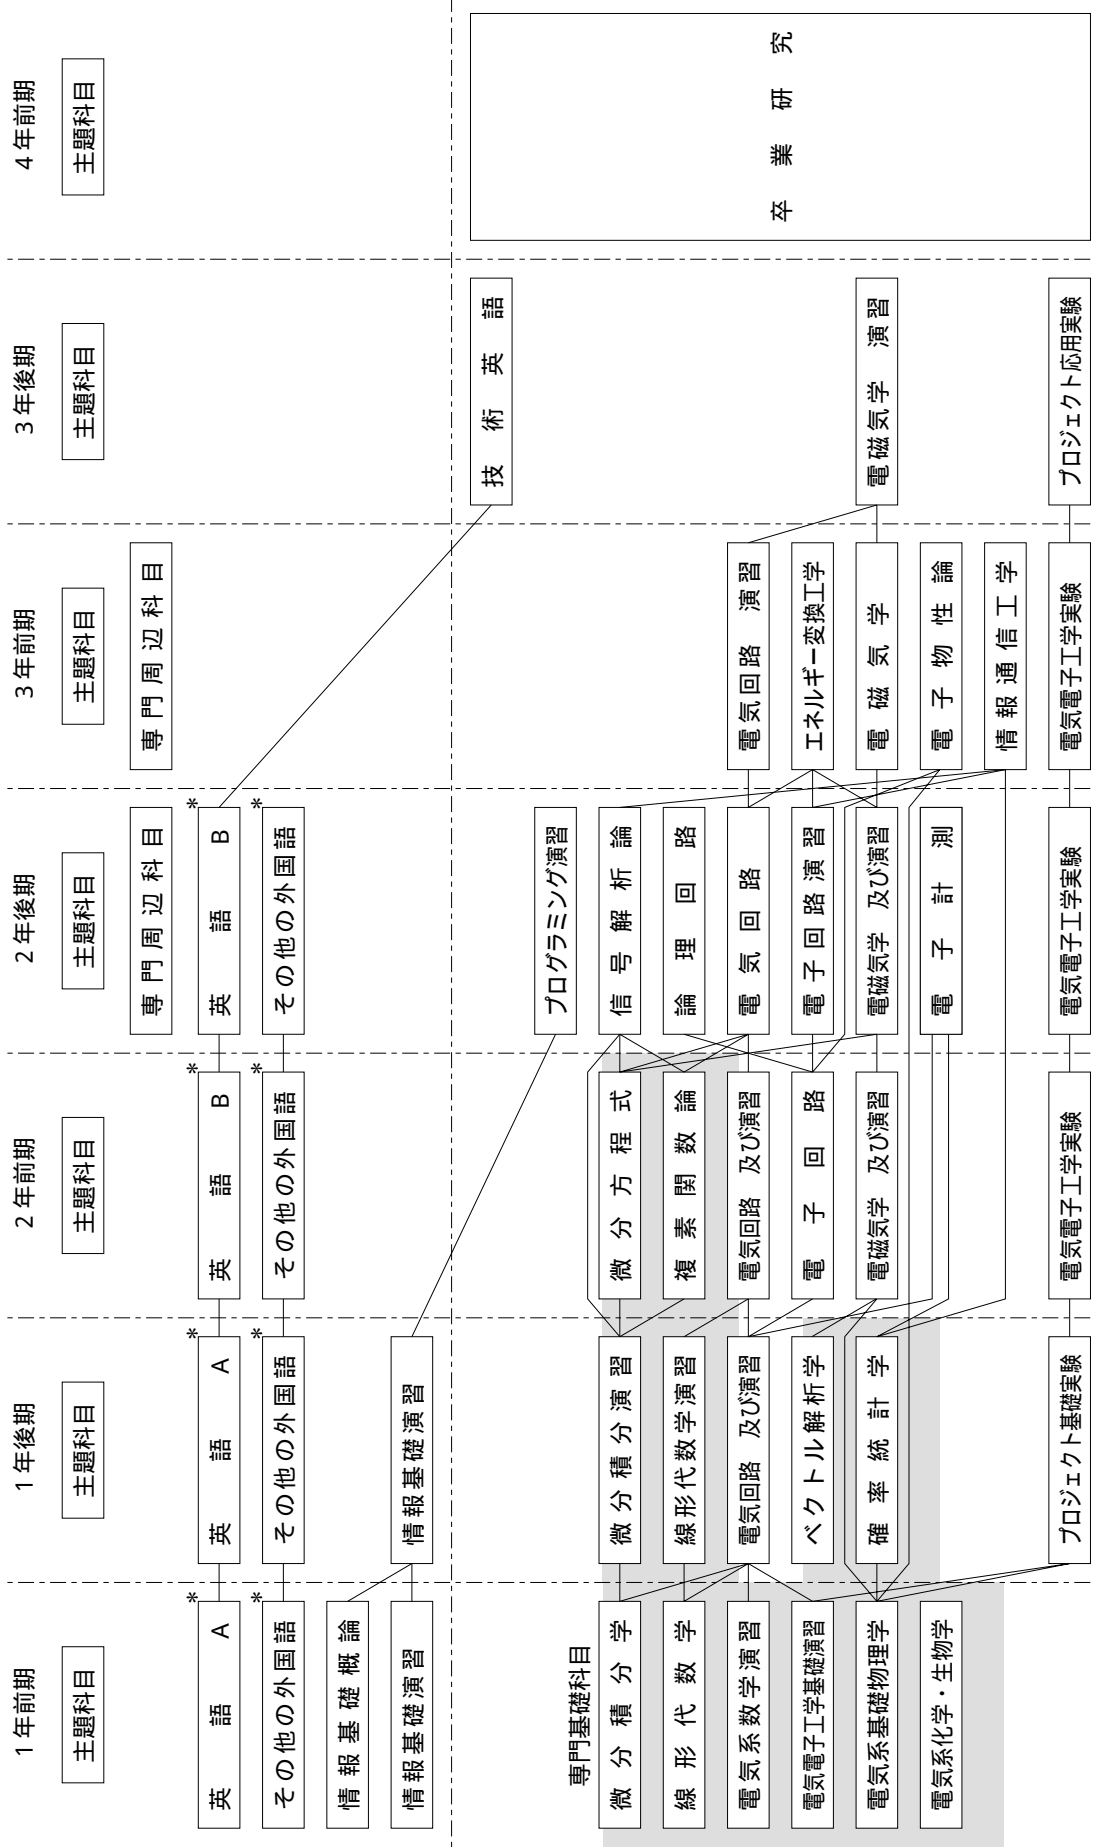 1年前期
主題科目
英語A
*
その他の外国語
*
情報基礎概論
情報基礎演習
専門基礎科目
微分積分学
線形代数学
電気系数学演習
電気電子工学基礎演習
電気系基礎物理学
電気系化学・生物学
1年後期
主題科目
英語A
*
その他の外国語
*
情報基礎演習
微分積分演習
線形代数学演習
電気回路 及び演習
ベクトル解析学
確率統計学
プロジェクト基礎実験
2年前期
主題科目
英語B
*
その他の外国語
*
微分方程式
複素関数論
電気回路 及び演習
電子回路
電磁気学 及び演習
電気電子工学実験
2年後期
主題科目
専門周辺科目
英語B
*
その他の外国語
*
プログラミング演習
信号解析論
論理回路
電気回路
電子回路演習
電磁気学 及び演習
電子計測
電気電子工学実験
3年前期
主題科目
専門周辺科目
電気回路 演習
エネルギー変換工学
電磁気学
電子物性論
情報通信工学
電気電子工学実験
3年後期
主題科目
技術英語
電磁気学 演習
プロジェクト応用実験
4年前期
主題科目
卒業研究